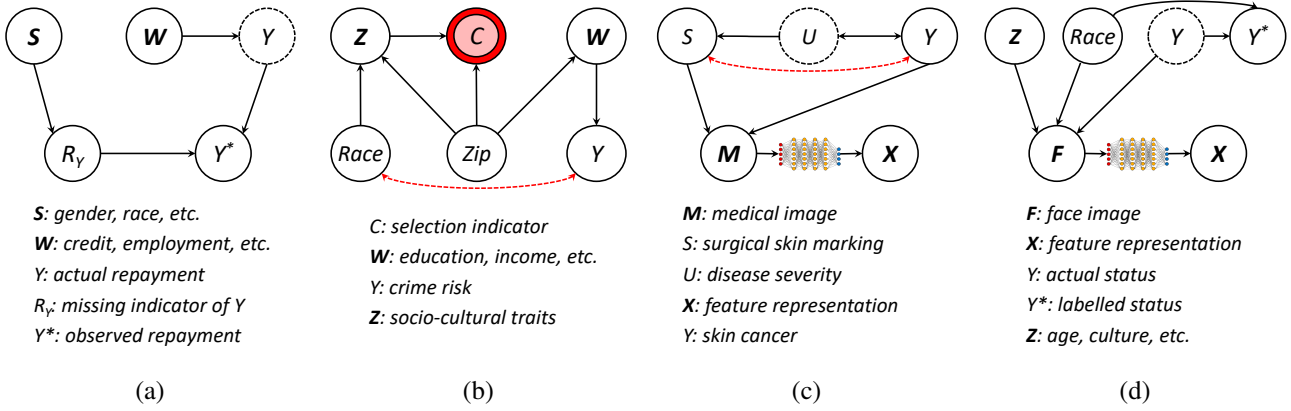 S
W
Y
R_Y
Y*
S: gender, race, etc.
W: credit, employment, etc.
Y: actual repayment
R_Y: missing indicator of Y
Y*: observed repayment
(a)
Z
C
W
Race
Zip
Y
C: selection indicator
W: education, income, etc.
Y: crime risk
Z: socio-cultural traits
(b)
S
U
Y
M
X
M: medical image
S: surgical skin marking
U: disease severity
X: feature representation
Y: skin cancer
(c)
Z
Race
Y
Y*
F
X
F: face image
X: feature representation
Y: actual status
Y*: labelled status
Z: age, culture, etc.
(d)